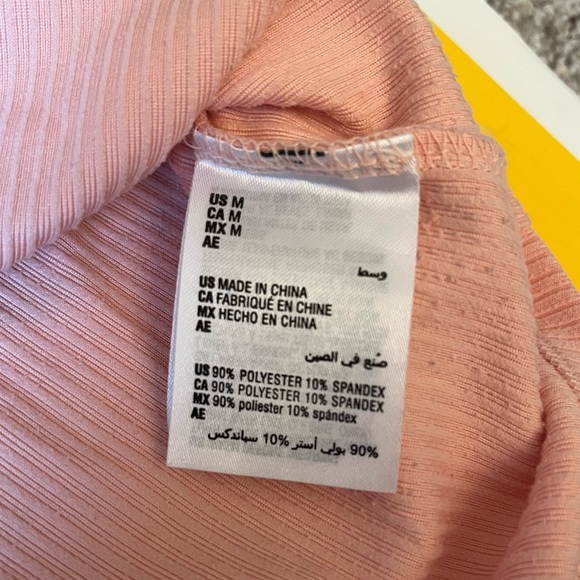 US M
CA M
MX M
AE
وسط
US MADE IN CHINA
CA FABRIQUÉ EN CHINE
MX HECHO EN CHINA
AE
صُنع في الصين
US 90% POLYESTER 10% SPANDEX
CA 90% POLYESTER 10% SPANDEX
MX 90% poliester 10% spándex
AE
90% بولي أستر 10% سباندكس